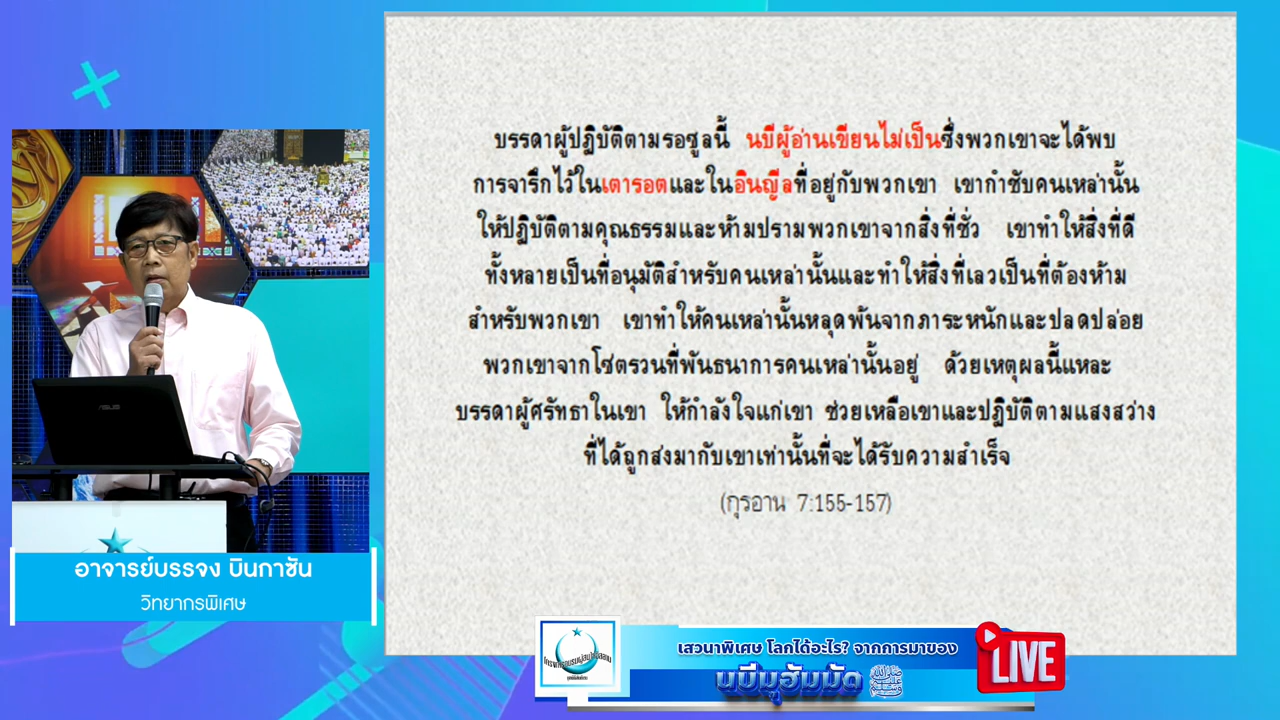 บรรดาผู้ปฏิบัติตามรอซูลนี้ นบีผู้อ่านเขียนไม่เป็นซึ่งพวกเขาจะได้พบ
การจารึกไว้ในเตารอตและในอินญีลที่อยู่กับพวกเขา เขากำชับคนเหล่านั้น
ให้ปฏิบัติตามคุณธรรมและห้ามปรามพวกเขาจากสิ่งที่ชั่ว เขาทำให้สิ่งที่ดี
ทั้งหลายเป็นที่อนุมัติสำหรับคนเหล่านั้นและทำให้สิ่งที่เลวเป็นที่ต้องห้าม
สำหรับพวกเขา เขาทำให้คนเหล่านั้นหลุดพ้นจากภาระหนักและปลดปล่อย
พวกเขาจากโซ่ตรวนที่พันธนาการคนเหล่านั้นอยู่ ด้วยเหตุผลนี้แหละ
บรรดาผู้ศรัทธาในเขา ให้กำลังใจแก่เขา ช่วยเหลือเขาและปฏิบัติตามแสงสว่าง
ที่ได้ถูกส่งมากับเขาเท่านั้นที่จะได้รับความสำเร็จ
(กุรอาน 7:155-157)
ASUS
อาจารย์บรรจง บินกาซัน
วิทยากรพิเศษ
เสวนาพิเศษ โลกได้อะไร? จากการมาของ
นบีมุฮัมมัด
LIVE